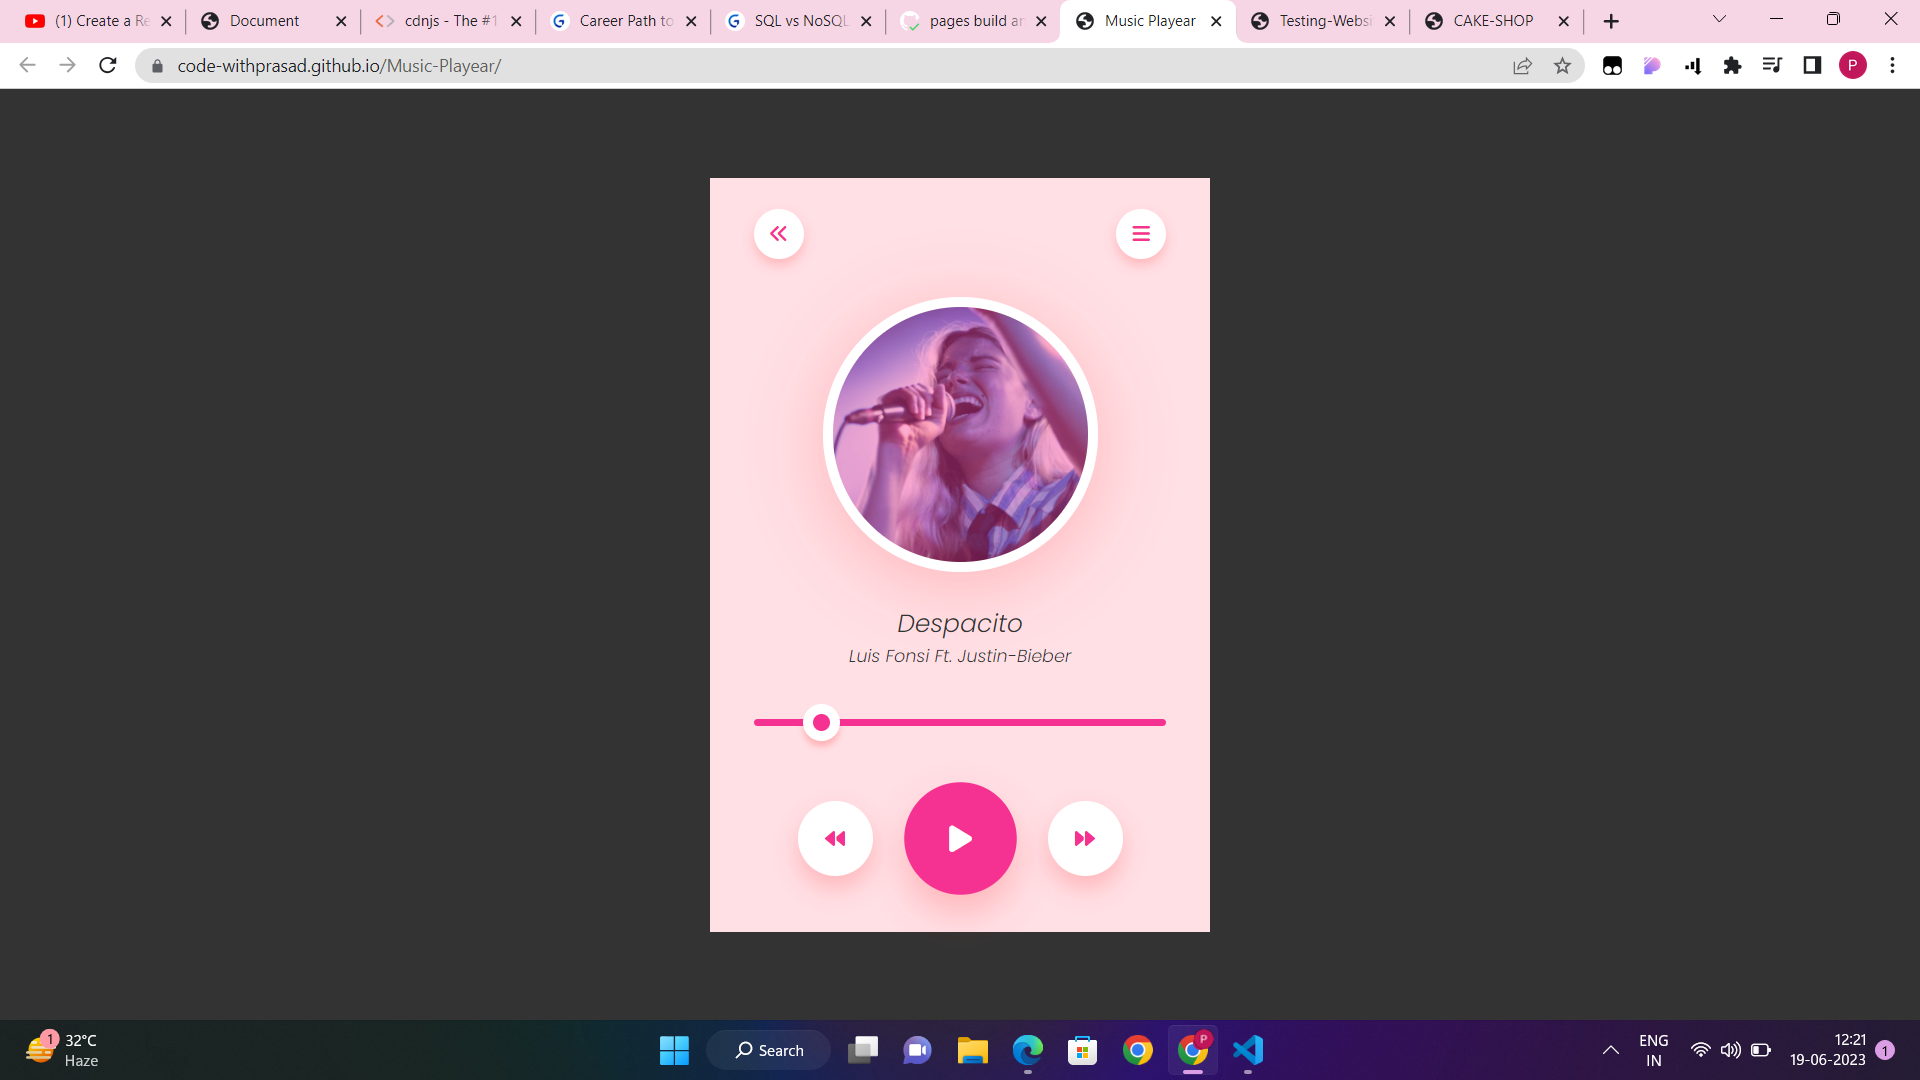 (1) Create a Re
Document
cdnjs - The #1
Career Path to
SQL vs NoSQL
pages build an
Music Playear
Testing-Websi
CAKE-SHOP
code-withprasad.github.io/Music-Playear/
P
Despacito
Luis Fonsi Ft. Justin-Bieber
1
32°C
Haze
Search
P
ENG
IN
12:21
19-06-2023
1